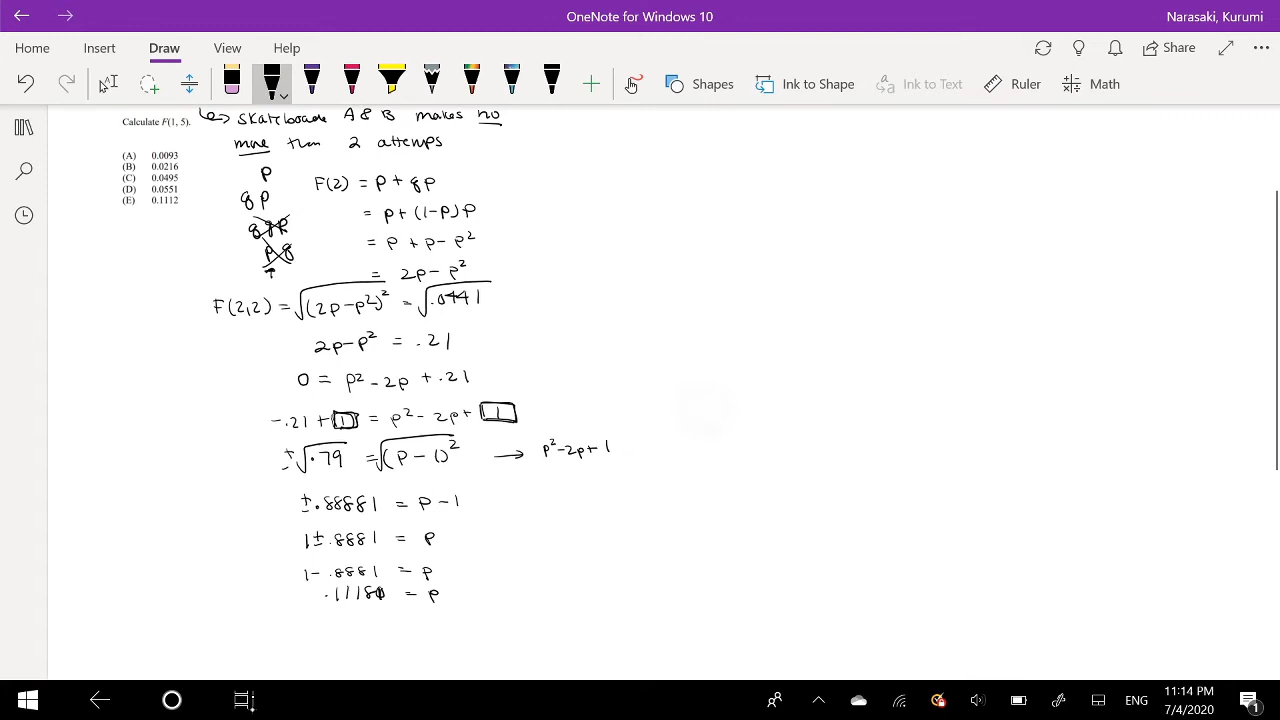 OneNote for Windows 10
Narasaki, Kurumi
Home Insert Draw View Help
Share
Shapes Ink to Shape Ink to Text Ruler Math
Calculate F(1, 5).
(A) 0.0093
(B) 0.0216
(C) 0.0495
(D) 0.0551
(E) 0.1112
↳ skateboarder A & B makes no
more than 2 attempts
p
qp
qqp
pq
F(2) = p + qp
= p + (1-p)p
= p + p - p²
= 2p - p²
F(2,2) = √(2p-p²)² = √.0441
2p-p² = .21
0 = p² - 2p + .21
-.21 + 1 = p² - 2p + 1
±√.79 = √(p-1)² → p²-2p+1
±.88881 = p-1
1±.8881 = p
1-.8881 = p
= p
ENG
11:14 PM
7/4/2020
1